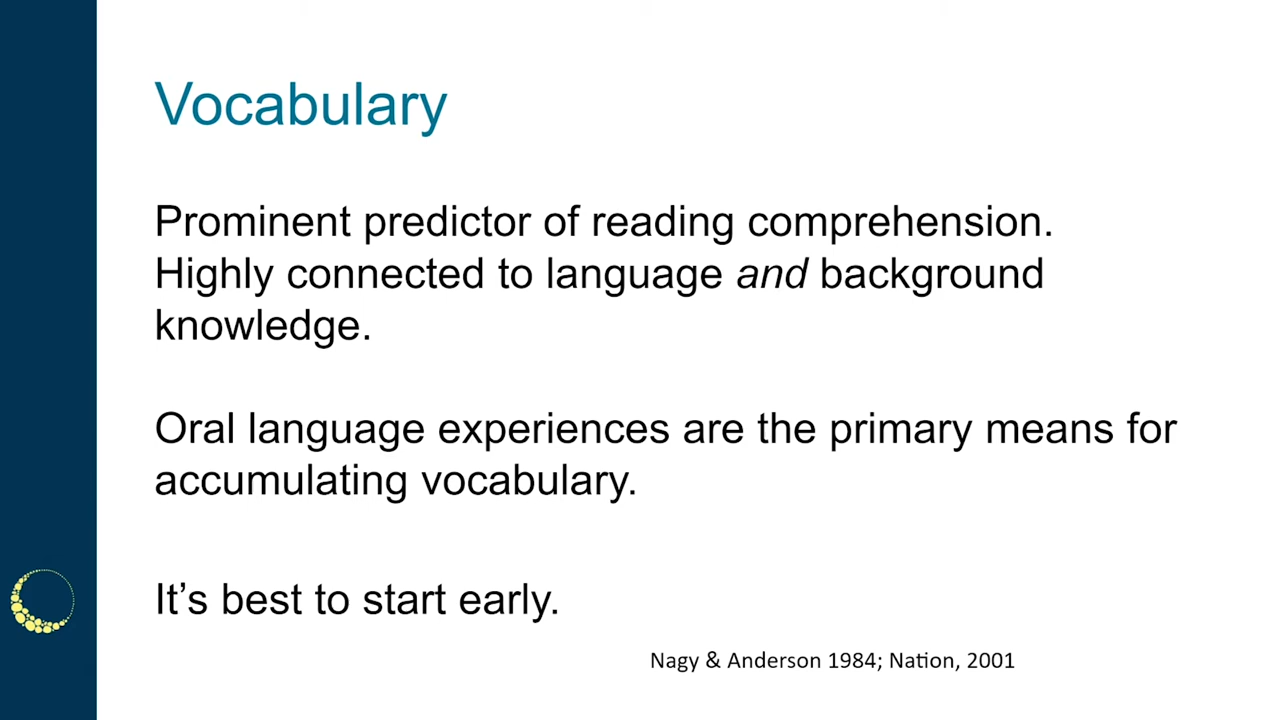 Vocabulary
Prominent predictor of reading comprehension.
Highly connected to language and background
knowledge.
Oral language experiences are the primary means for
accumulating vocabulary.
It’s best to start early.
Nagy & Anderson 1984; Nation, 2001